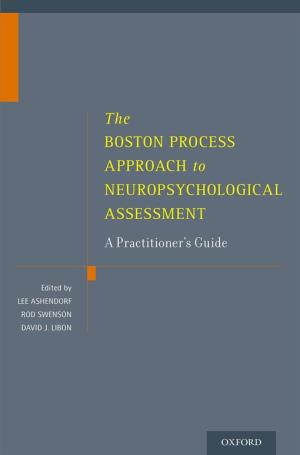 The
BOSTON PROCESS
APPROACH to
NEUROPSYCHOLOGICAL
ASSESSMENT
A Practitioner's Guide
Edited by
LEE ASHENDORF
ROD SWENSON
DAVID J. LIBON
OXFORD